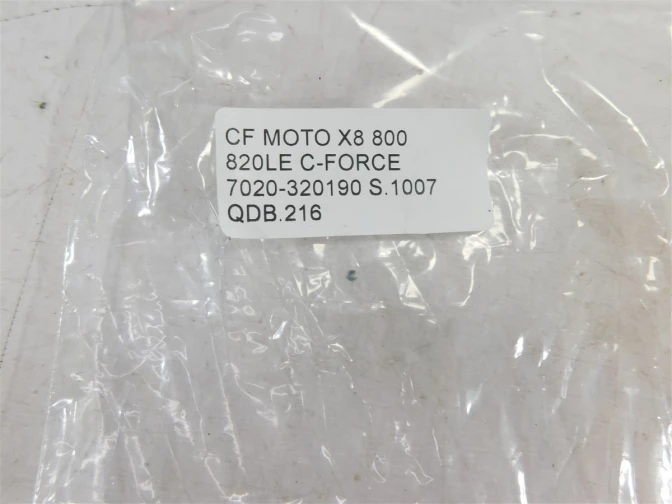 CF MOTO X8 800
820LE C-FORCE
7020-320190 S.1007
QDB.216